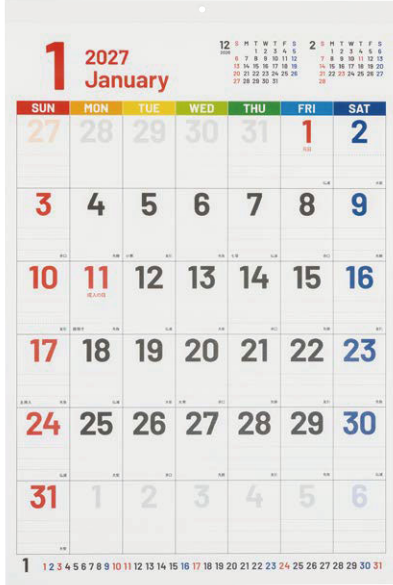 1
2027
January
12 S M T W T F S
1 2 3 4 5
6 7 8 9 10 11 12
13 14 15 16 17 18 19
20 21 22 23 24 25 26
27 28 29 30 31
2 S M T W T F S
1 2 3 4 5 6
7 8 9 10 11 12 13
14 15 16 17 18 19 20
21 22 23 24 25 26 27
28
SUN MON TUE WED THU FRI SAT
27 28 29 30 31 1 2
元日
3 4 5 6 7 8 9
10 11 12 13 14 15 16
成人の日
17 18 19 20 21 22 23
24 25 26 27 28 29 30
31 1 2 3 4 5 6
1 1 2 3 4 5 6 7 8 9 10 11 12 13 14 15 16 17 18 19 20 21 22 23 24 25 26 27 28 29 30 31